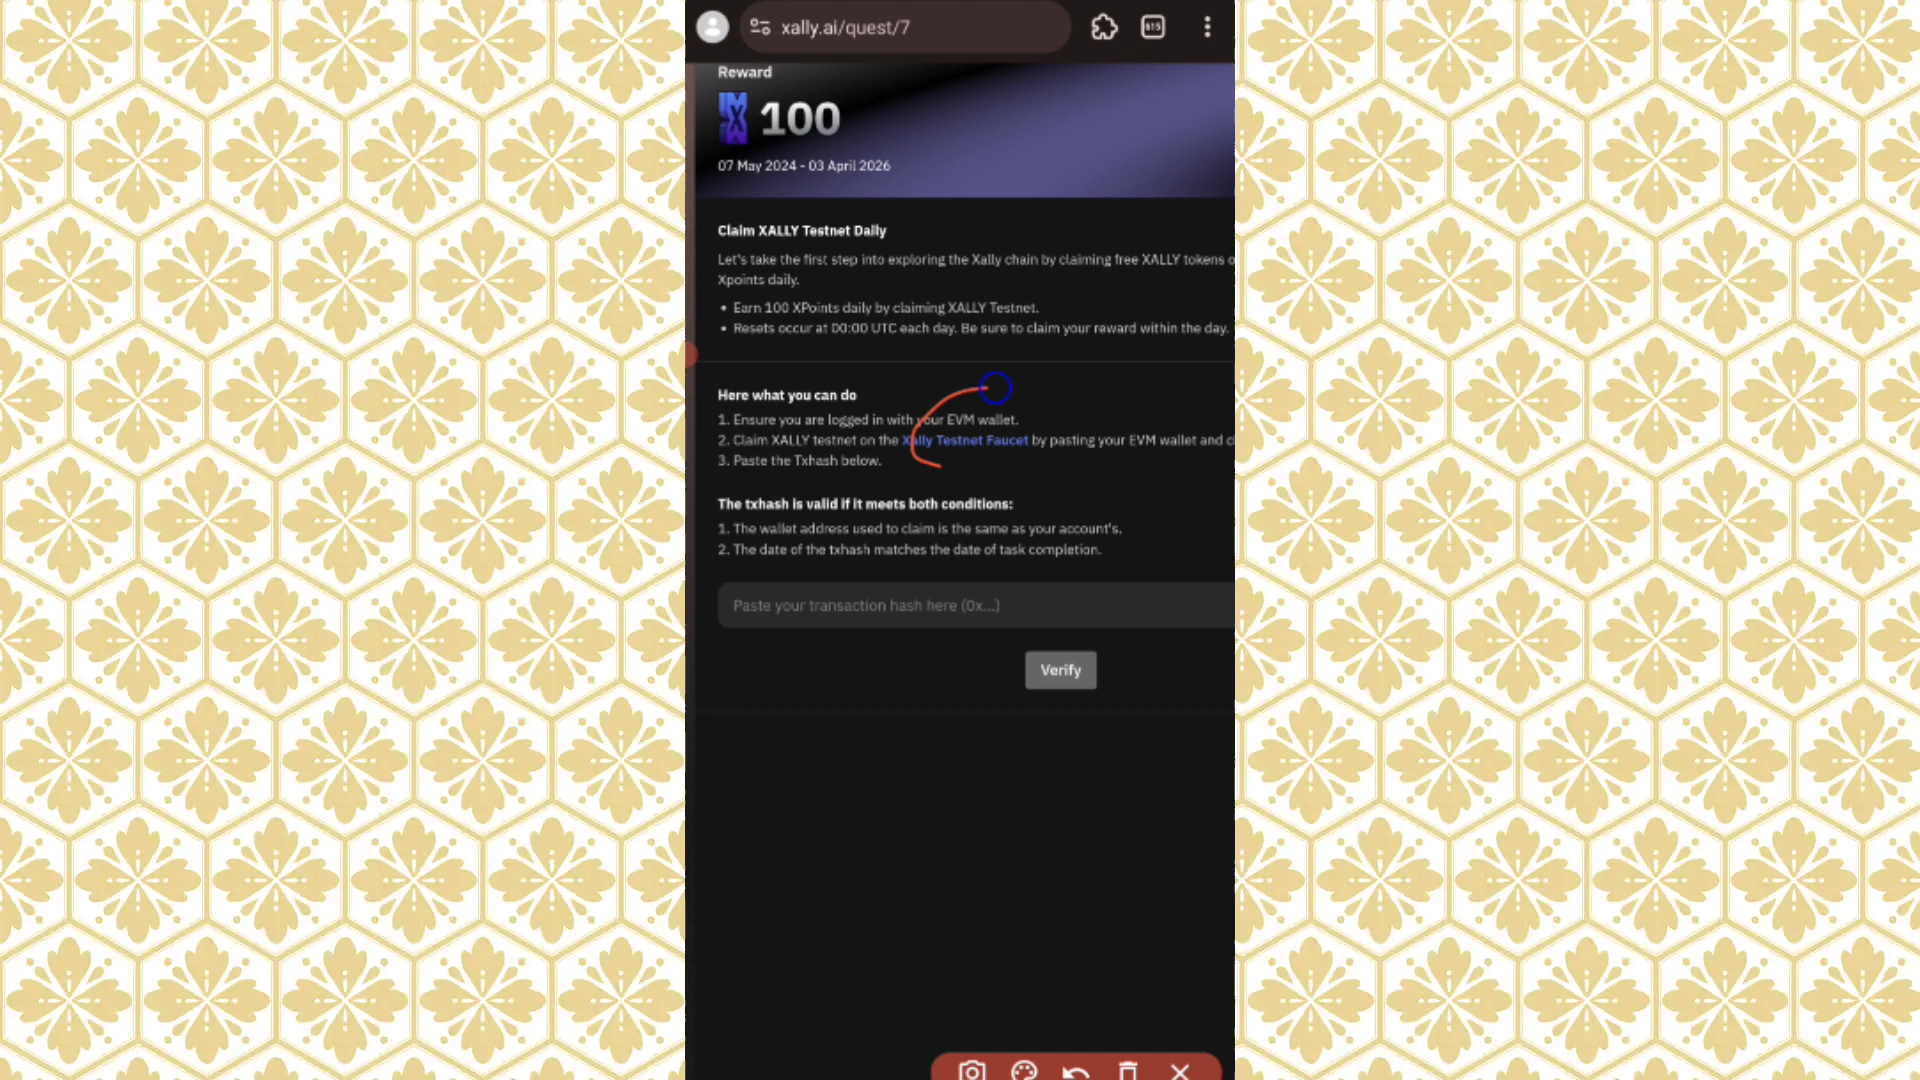 xally.ai/quest/7
Reward
100
07 May 2024 - 03 April 2026
Claim XALLY Testnet Daily
Let's take the first step into exploring the Xally chain by claiming free XALLY tokens
Xpoints daily.
• Earn 100 XPoints daily by claiming XALLY Testnet.
• Resets occur at 00:00 UTC each day. Be sure to claim your reward within the day.
Here what you can do
1. Ensure you are logged in with your EVM wallet.
2. Claim XALLY testnet on the Xally Testnet Faucet by pasting your EVM wallet and
3. Paste the Txhash below.
The txhash is valid if it meets both conditions:
1. The wallet address used to claim is the same as your account's.
2. The date of the txhash matches the date of task completion.
Paste your transaction hash here (0x...)
Verify